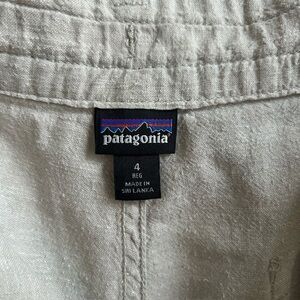 patagonia
4
REG
MADE IN
SRI LANKA